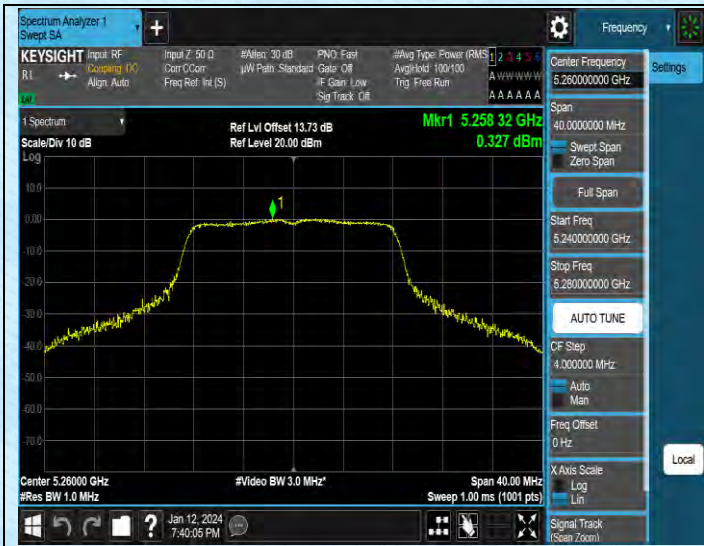 Spectrum Analyzer 1
Swept SA
Frequency
KEYSIGHT
Input: RF
Coupling: DC
Align: Auto
Input Z: 50 Ω
Corr CCorr
Freq Ref: Int (S)
#Atten: 30 dB
µW Path: Standard
PNO: Fast
Gate: Off
IF Gain: Low
Sig Track: Off
#Avg Type: Power (RMS
Avg|Hold: 100/100
Trig: Free Run
1 2 3 4 5 6
A W W W W W
A A A A A A
RL
1 Spectrum
Scale/Div 10 dB
Ref Lvl Offset 13.73 dB
Ref Level 20.00 dBm
Mkr1 5.258 32 GHz
0.327 dBm
Log
10.0
0.00
-10.0
-20.0
-30.0
-40.0
-50.0
-60.0
-70.0
1
Center 5.26000 GHz
#Res BW 1.0 MHz
#Video BW 3.0 MHz*
Span 40.00 MHz
Sweep 1.00 ms (1001 pts)
Jan 12, 2024
7:40:05 PM
Center Frequency
5.260000000 GHz
Span
40.0000000 MHz
Swept Span
Zero Span
Full Span
Start Freq
5.240000000 GHz
Stop Freq
5.280000000 GHz
AUTO TUNE
CF Step
4.000000 MHz
Auto
Man
Freq Offset
0 Hz
X Axis Scale
Log
Lin
Signal Track
(Span Zoom)
Settings
Local